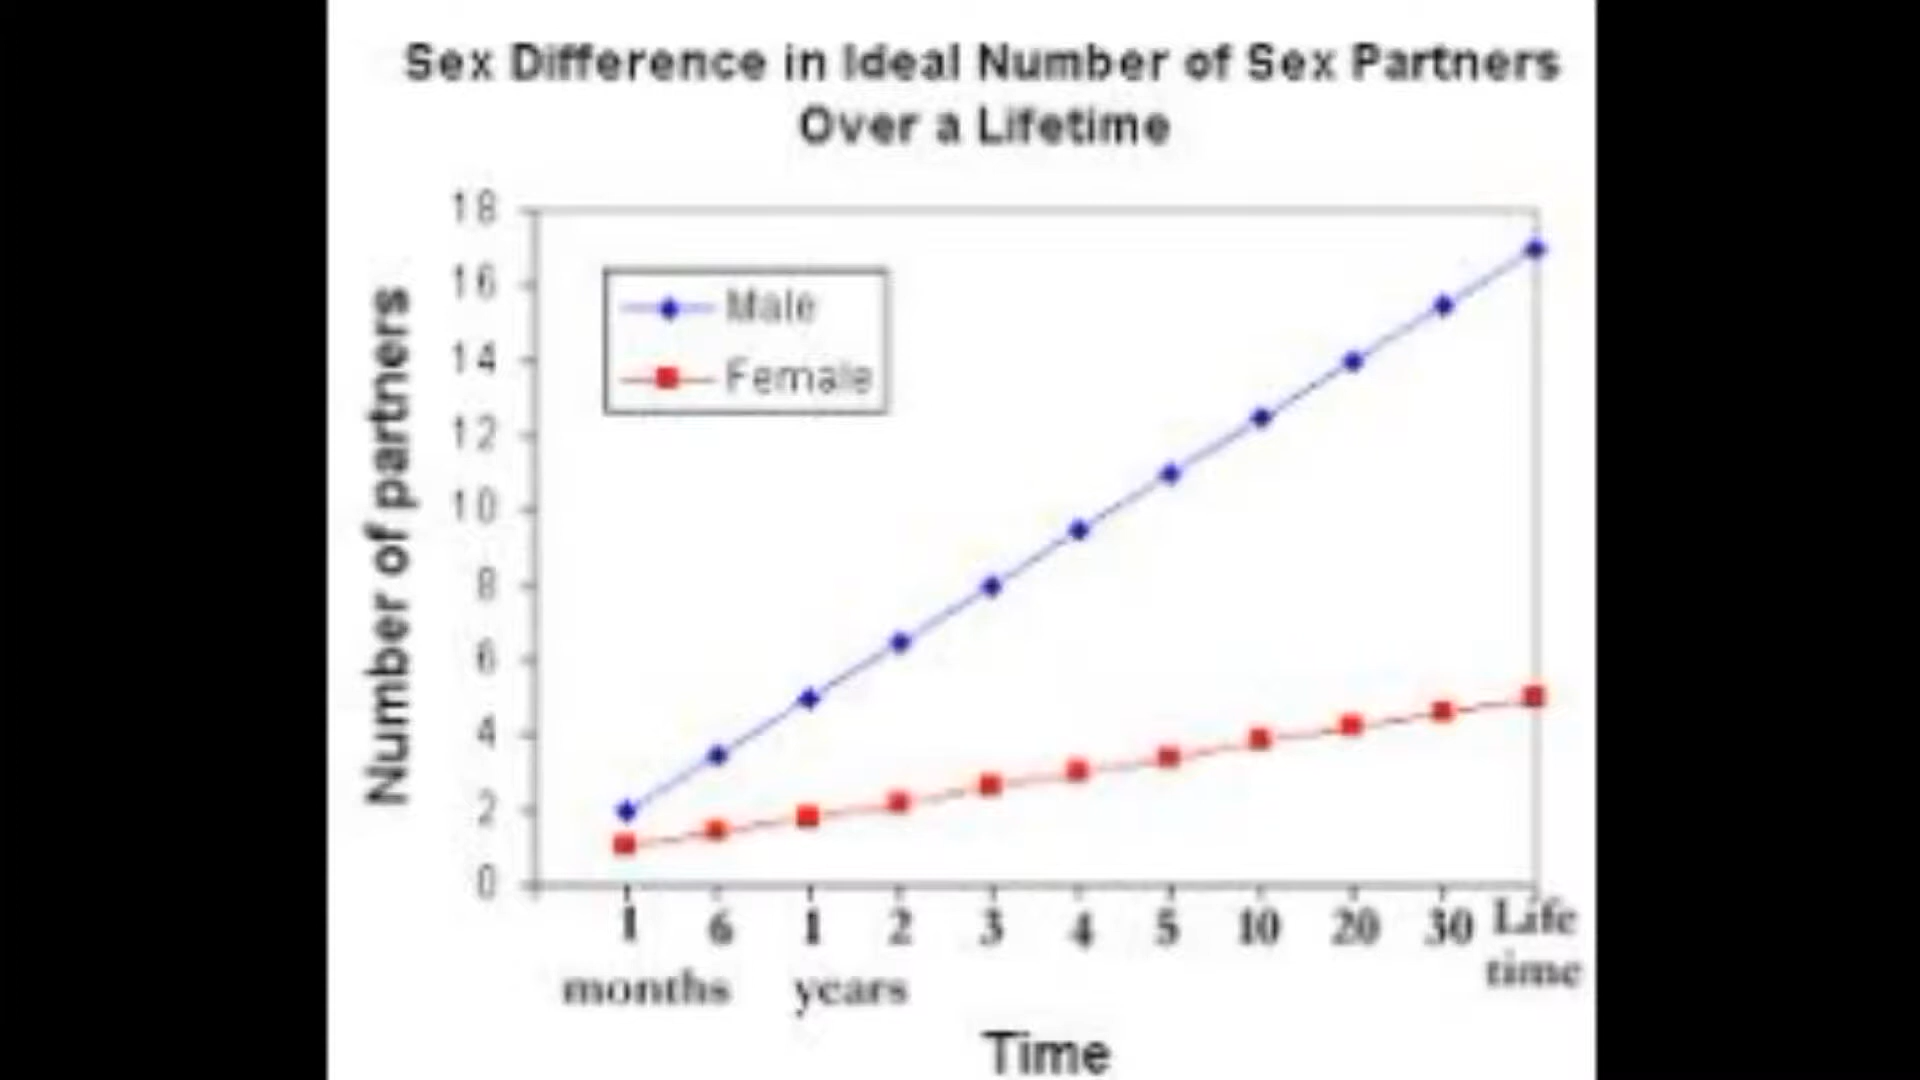 Sex Difference in Ideal Number of Sex Partners
Over a Lifetime
Number of partners
18
16
14
12
10
8
6
4
2
0
Male
Female
1 6 1 2 3 4 5 10 20 30 Life
time
months years
Time